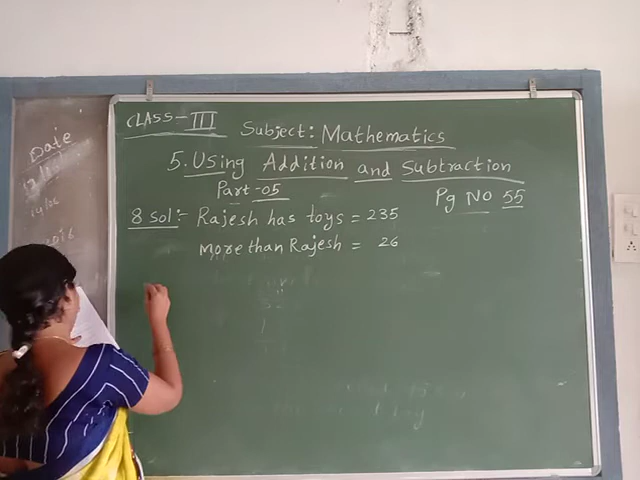 CLASS-III
Subject: Mathematics
5. Using Addition and Subtraction
Part-05
Pg NO 55
8 sol:- Rajesh has toys = 235
more than Rajesh = 26
Date